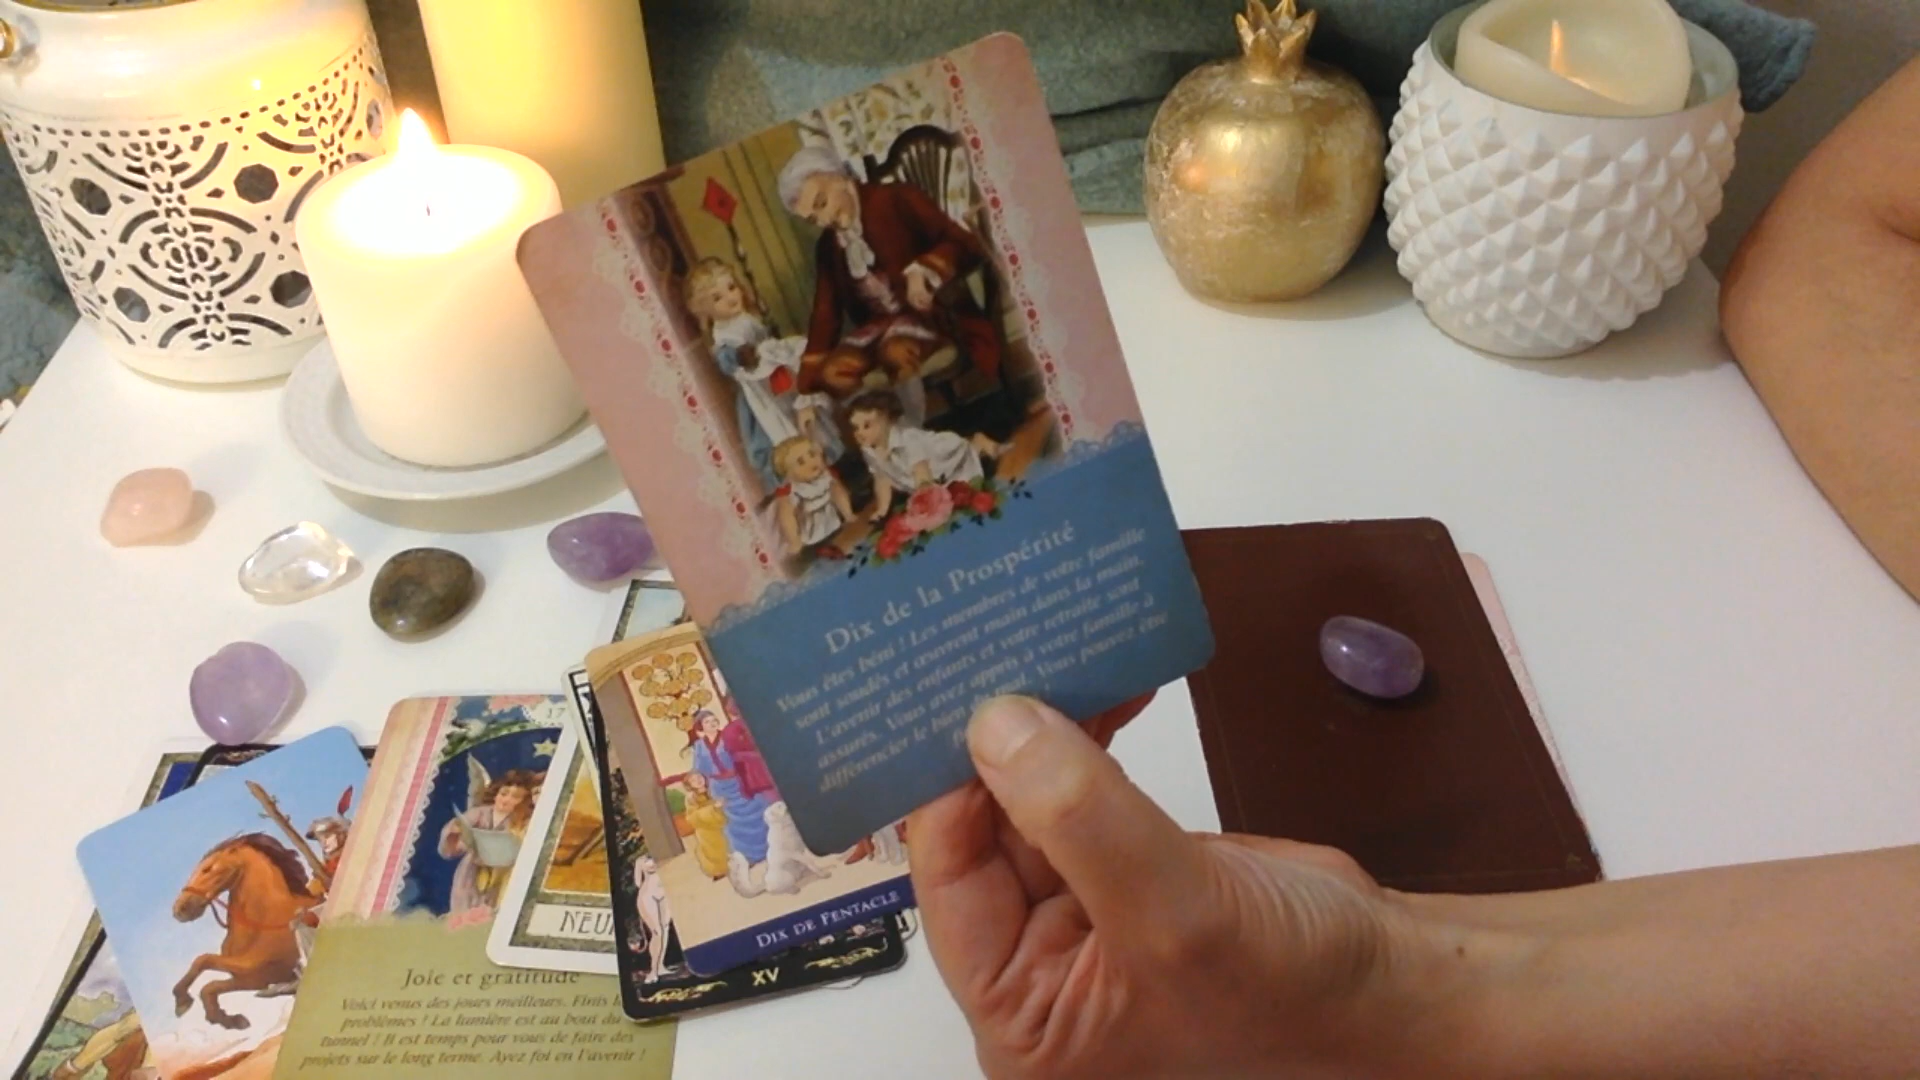 Dix de la Prospérité
Vous êtes béni ! Les membres de votre famille
sont soudés et œuvrent main dans la main.
L'avenir des enfants et votre retraite sont
assurés. Vous avez appris à votre famille à
différencier le bien du mal. Vous pouvez être
17
NEU
DIX DE PENTACLE
XV
Joie et gratitude
Voici venus des jours meilleurs. Finis
problèmes ! La lumière est au bout du
tunnel ! Il est temps pour vous de faire des
projets sur le long terme. Ayez foi en l'avenir !